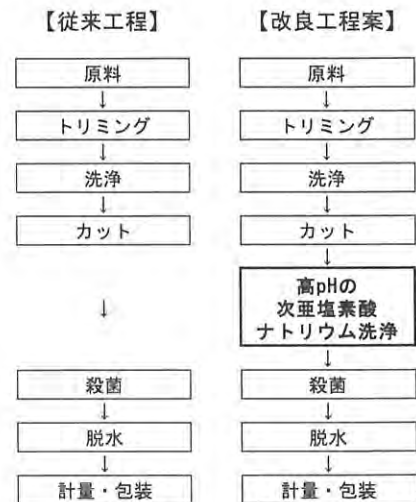 【従来工程】
原料
↓
トリミング
↓
洗浄
↓
カット
↓
殺菌
↓
脱水
↓
計量・包装
【改良工程案】
原料
↓
トリミング
↓
洗浄
↓
カット
↓
高pHの
次亜塩素酸
ナトリウム洗浄
↓
殺菌
↓
脱水
↓
計量・包装